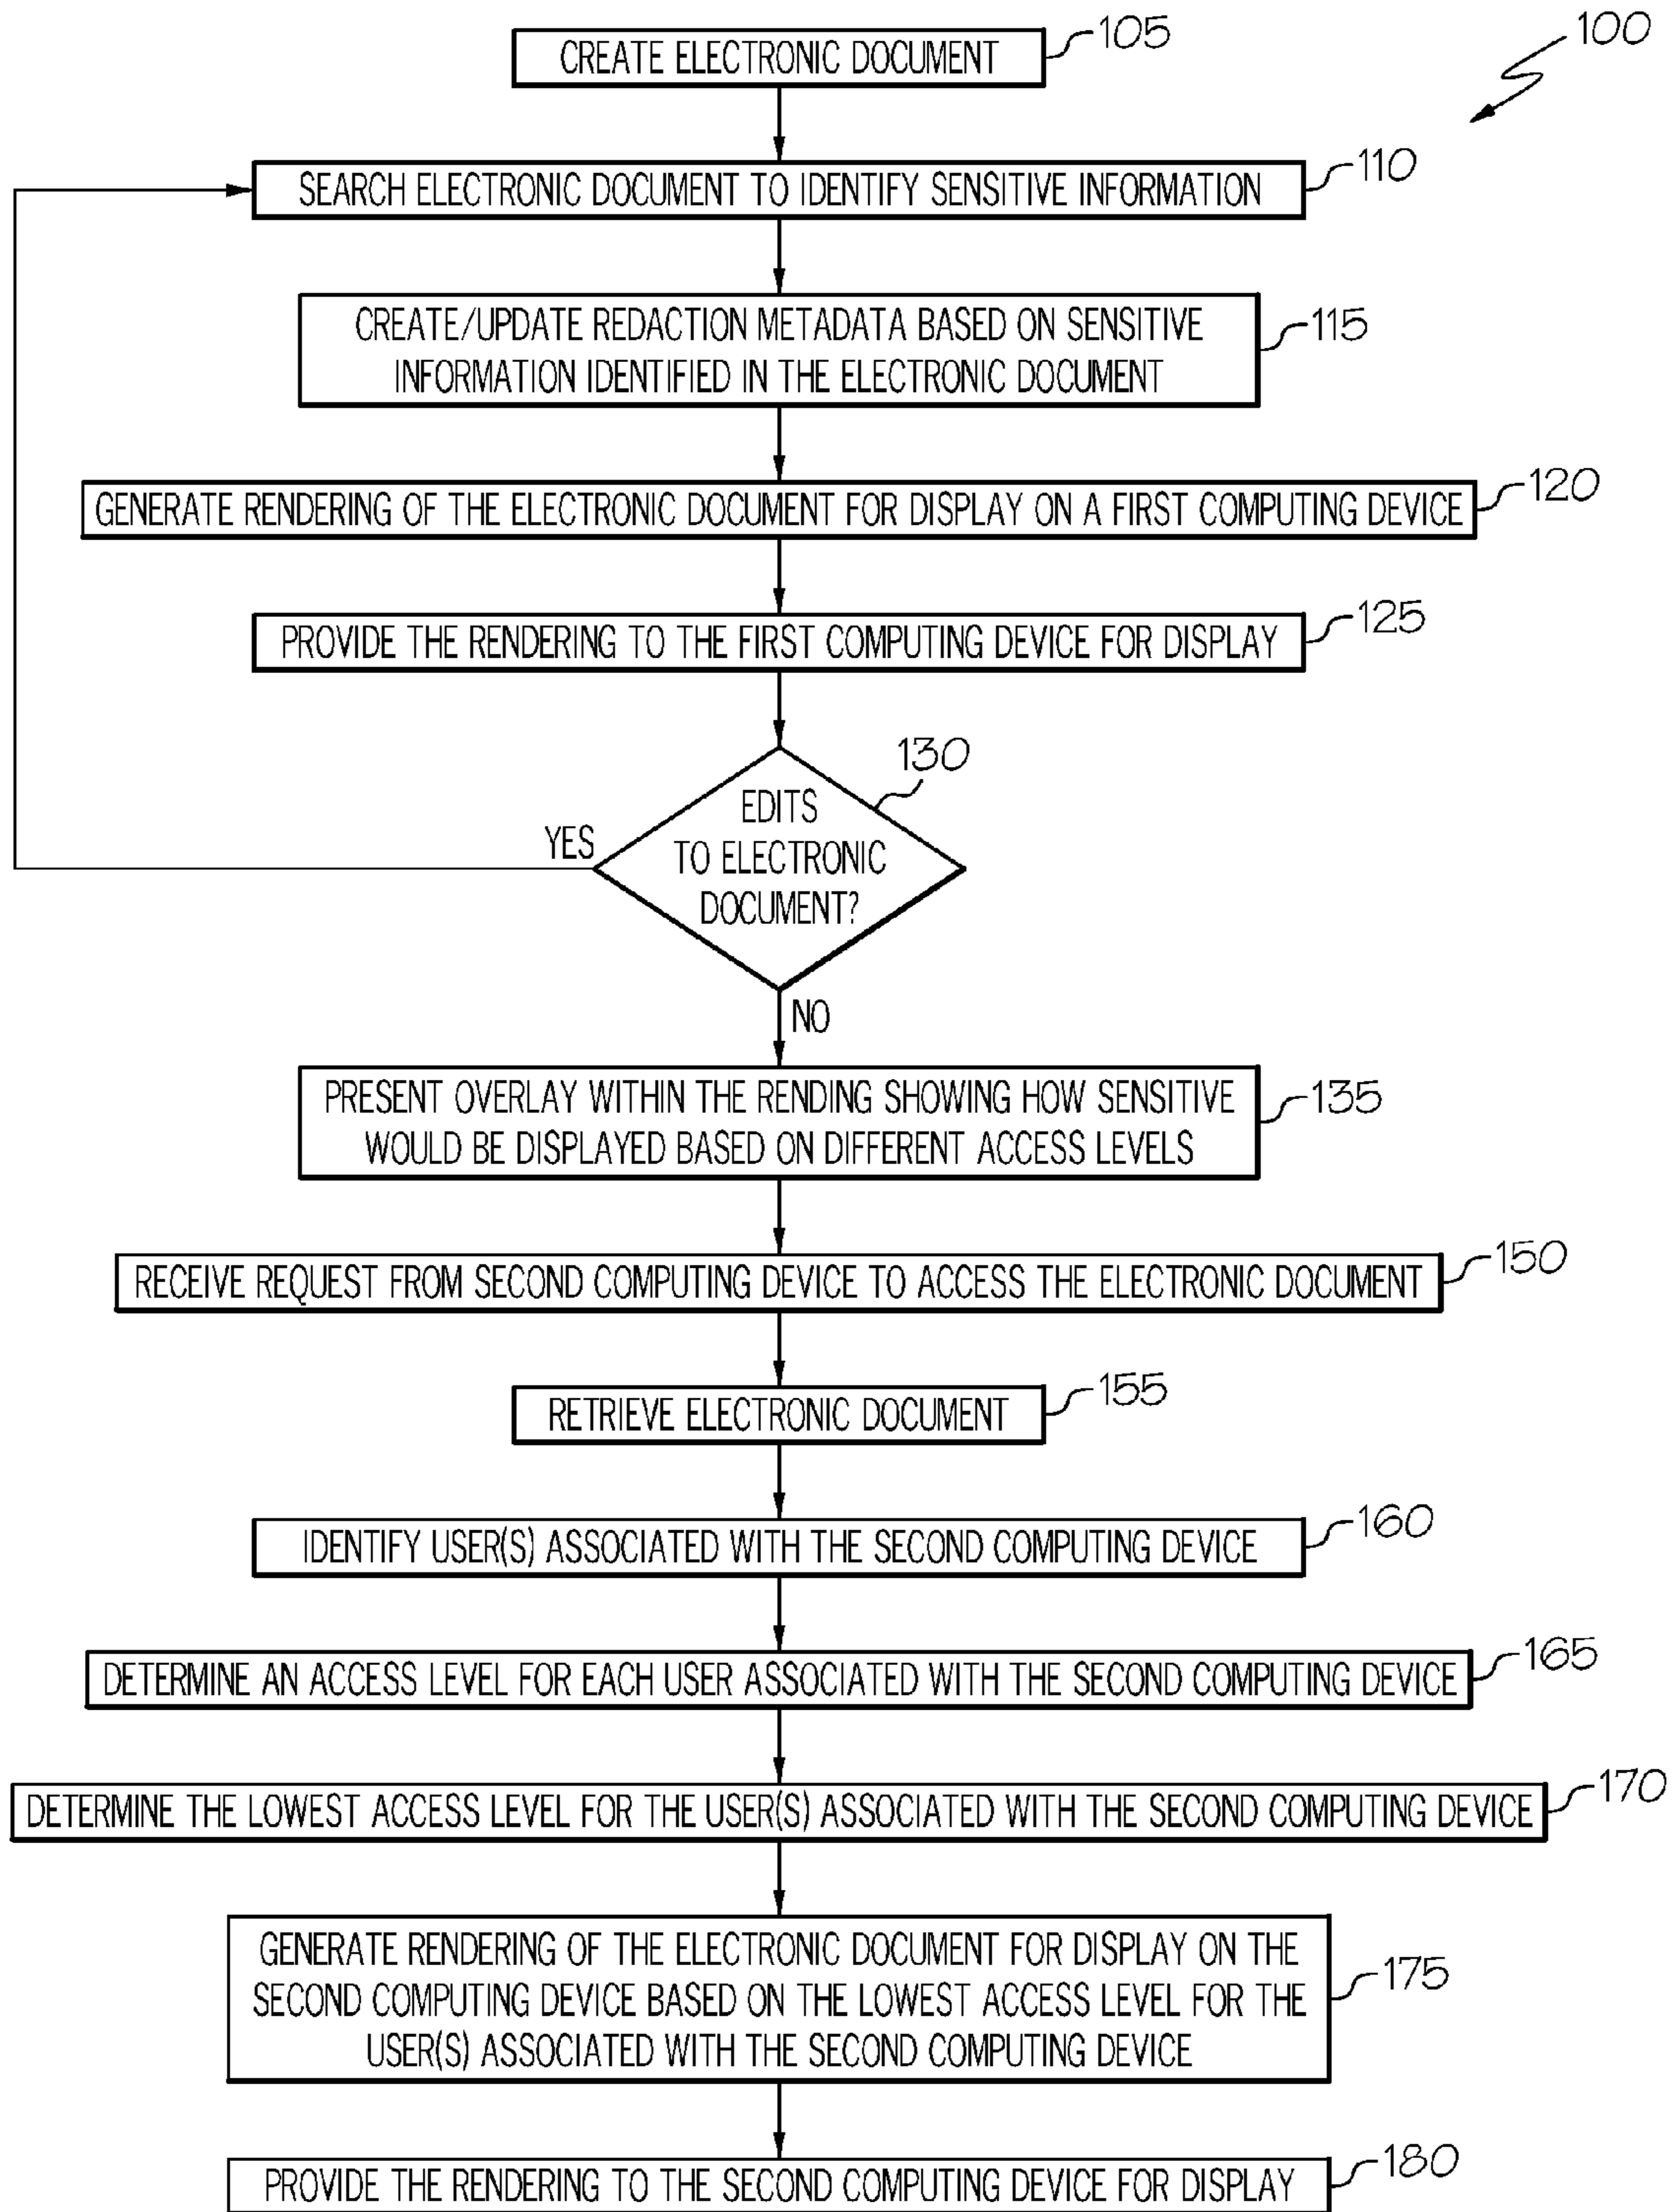 CREATE ELECTRONIC DOCUMENT
105
100
SEARCH ELECTRONIC DOCUMENT TO IDENTIFY SENSITIVE INFORMATION
110
CREATE/UPDATE REDACTION METADATA BASED ON SENSITIVE
INFORMATION IDENTIFIED IN THE ELECTRONIC DOCUMENT
115
GENERATE RENDERING OF THE ELECTRONIC DOCUMENT FOR DISPLAY ON A FIRST COMPUTING DEVICE
120
PROVIDE THE RENDERING TO THE FIRST COMPUTING DEVICE FOR DISPLAY
125
130
EDITS
TO ELECTRONIC
DOCUMENT?
YES
NO
PRESENT OVERLAY WITHIN THE RENDING SHOWING HOW SENSITIVE
WOULD BE DISPLAYED BASED ON DIFFERENT ACCESS LEVELS
135
RECEIVE REQUEST FROM SECOND COMPUTING DEVICE TO ACCESS THE ELECTRONIC DOCUMENT
150
RETRIEVE ELECTRONIC DOCUMENT
155
IDENTIFY USER(S) ASSOCIATED WITH THE SECOND COMPUTING DEVICE
160
DETERMINE AN ACCESS LEVEL FOR EACH USER ASSOCIATED WITH THE SECOND COMPUTING DEVICE
165
DETERMINE THE LOWEST ACCESS LEVEL FOR THE USER(S) ASSOCIATED WITH THE SECOND COMPUTING DEVICE
170
GENERATE RENDERING OF THE ELECTRONIC DOCUMENT FOR DISPLAY ON THE
SECOND COMPUTING DEVICE BASED ON THE LOWEST ACCESS LEVEL FOR THE
USER(S) ASSOCIATED WITH THE SECOND COMPUTING DEVICE
175
PROVIDE THE RENDERING TO THE SECOND COMPUTING DEVICE FOR DISPLAY
180